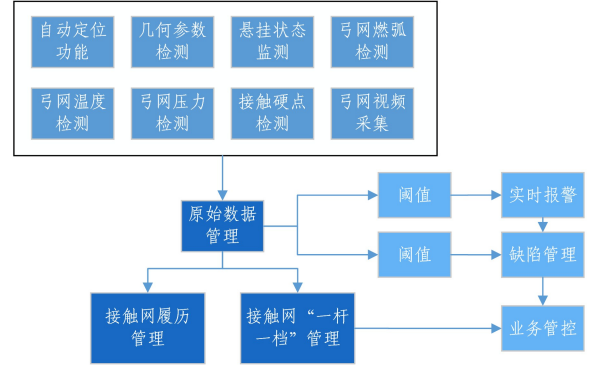 自动定位
功能
几何参数
检测
悬挂状态
监测
弓网燃弧
检测
弓网温度
检测
弓网压力
检测
接触硬点
检测
弓网视频
采集
原始数据
管理
阈值
实时报警
阈值
缺陷管理
接触网履历
管理
接触网“一杆
一档”管理
业务管控